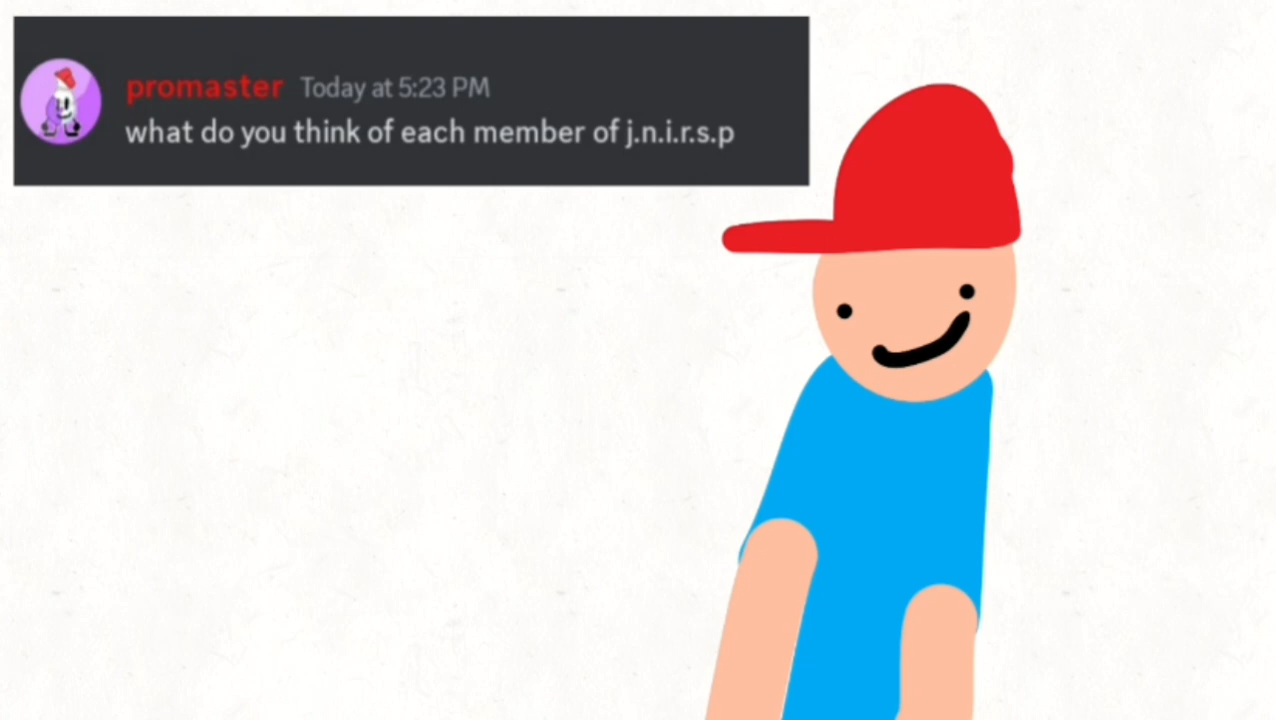 promaster Today at 5:23 PM
what do you think of each member of j.n.i.r.s.p